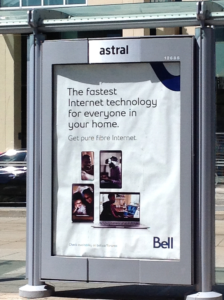 astral
The fastest
Internet technology
for everyone in
your home.
Get pure fibre Internet.
Bell